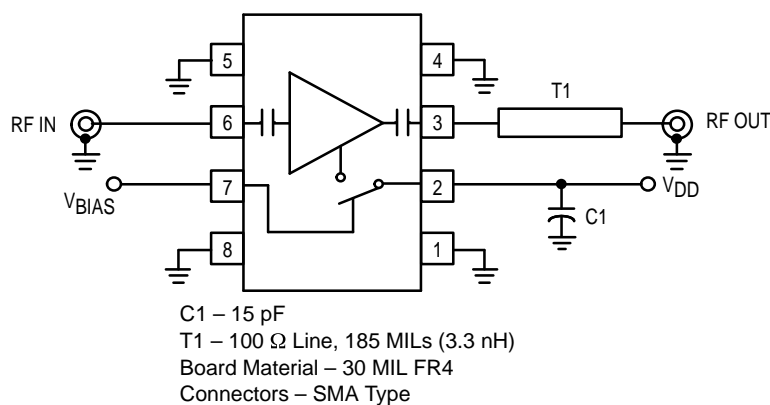 5
4
T1
RF IN
6
3
RF OUT
V_BIAS
7
2
V_DD
C1
8
1
C1 – 15 pF
T1 – 100 Ω Line, 185 MILs (3.3 nH)
Board Material – 30 MIL FR4
Connectors – SMA Type